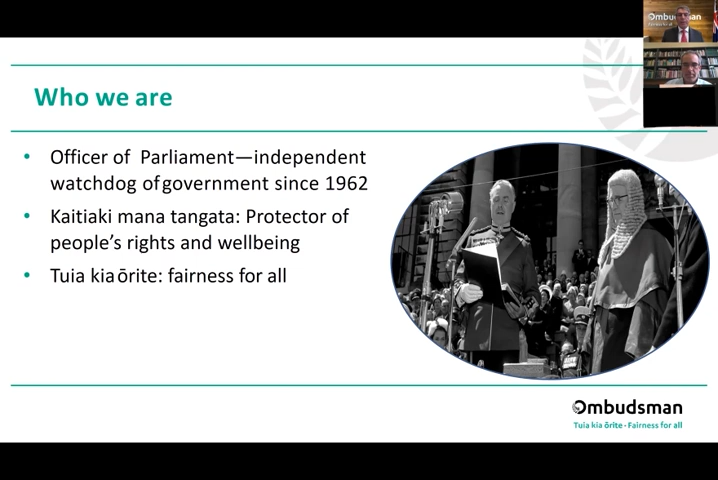 Ombudsman
Who we are
• Officer of Parliament—independent
watchdog of government since 1962
• Kaitiaki mana tangata: Protector of
people's rights and wellbeing
• Tuia kia ōrite: fairness for all
Ombudsman
Tuia kia ōrite · Fairness for all